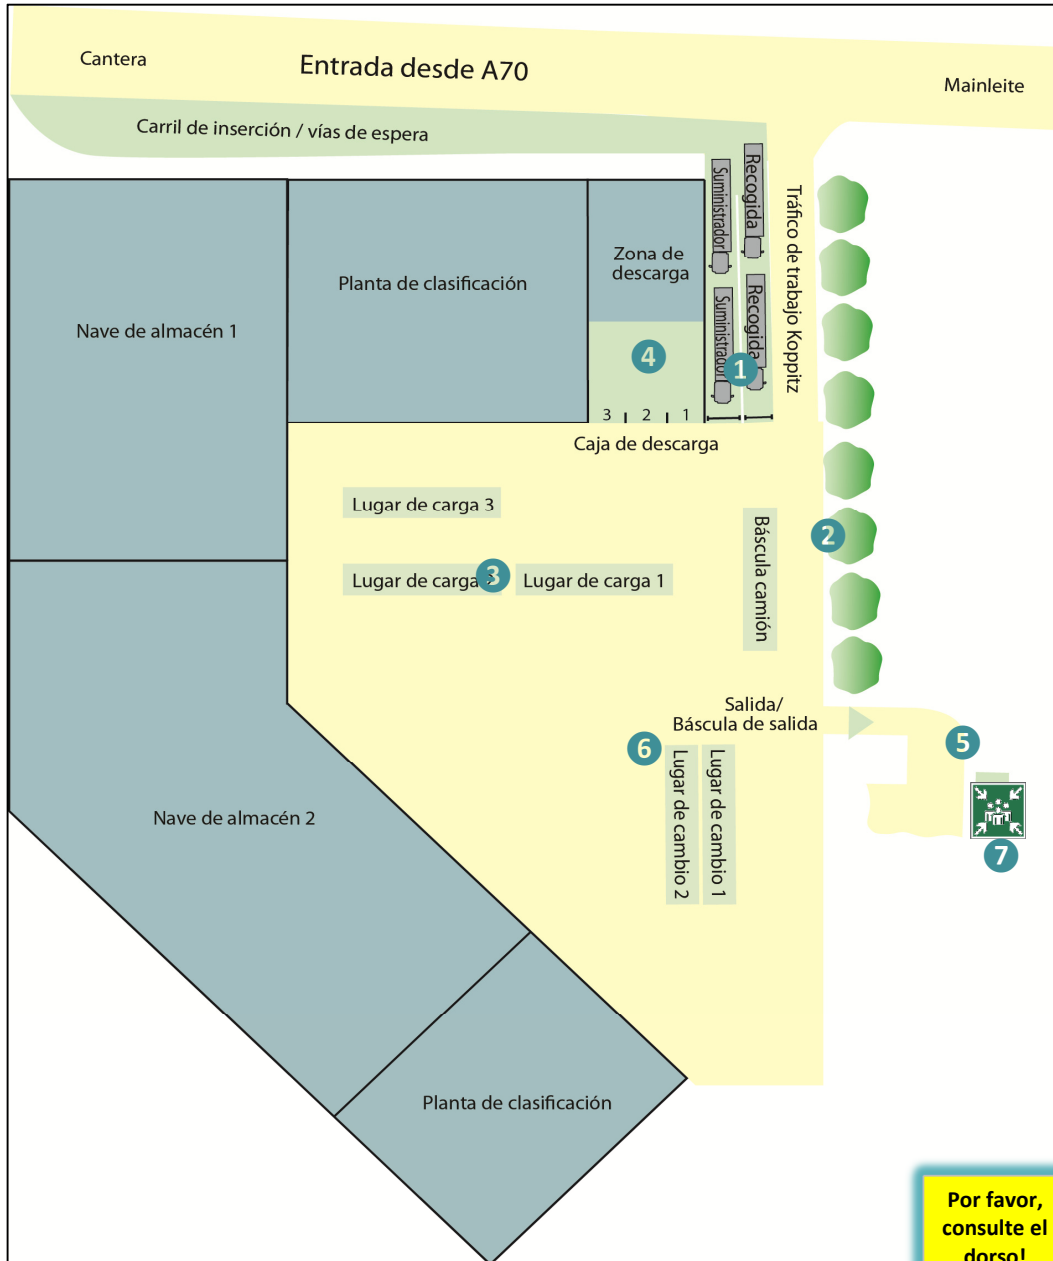 Cantera
Entrada desde A70
Mainleite
Carril de inserción / vías de espera
Suministrador
Recogida
Suministrador
Recogida
Tráfico de trabajo Koppitz
Zona de
descarga
Planta de clasificación
Nave de almacén 1
4
1
3 2 1
Caja de descarga
Lugar de carga 3
Báscula camión
2
Lugar de carga
3
Lugar de carga 1
Salida/
Báscula de salida
5
6
Lugar de cambio 2
Lugar de cambio 1
Nave de almacén 2
7
Planta de clasificación
Por favor,
consulte el
dorso!